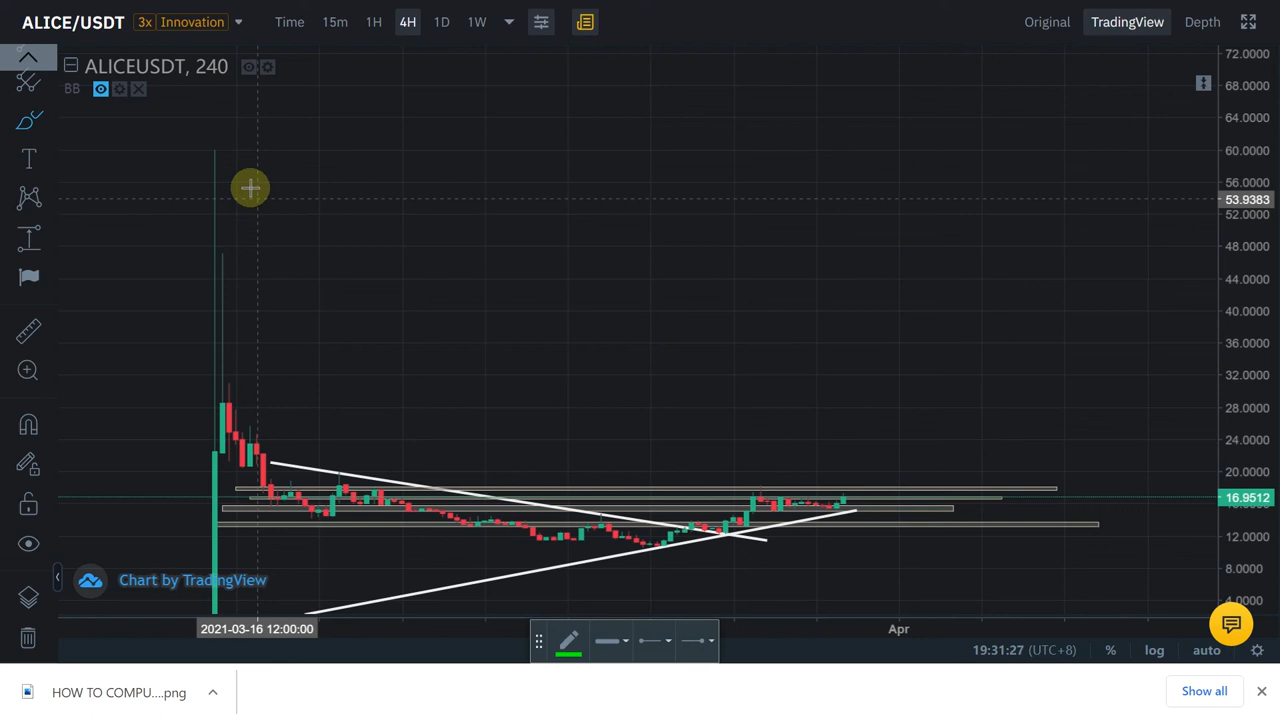 ALICE/USDT 3x Innovation Time 15m 1H 4H 1D 1W Original TradingView Depth
ALICEUSDT, 240
BB
72.0000
68.0000
64.0000
60.0000
56.0000
53.9383
52.0000
48.0000
44.0000
40.0000
36.0000
32.0000
28.0000
24.0000
20.0000
16.9512
12.0000
8.0000
4.0000
Chart by TradingView
2021-03-16 12:00:00 Apr
19:31:27 (UTC+8) % log auto
HOW TO COMPU....png Show all